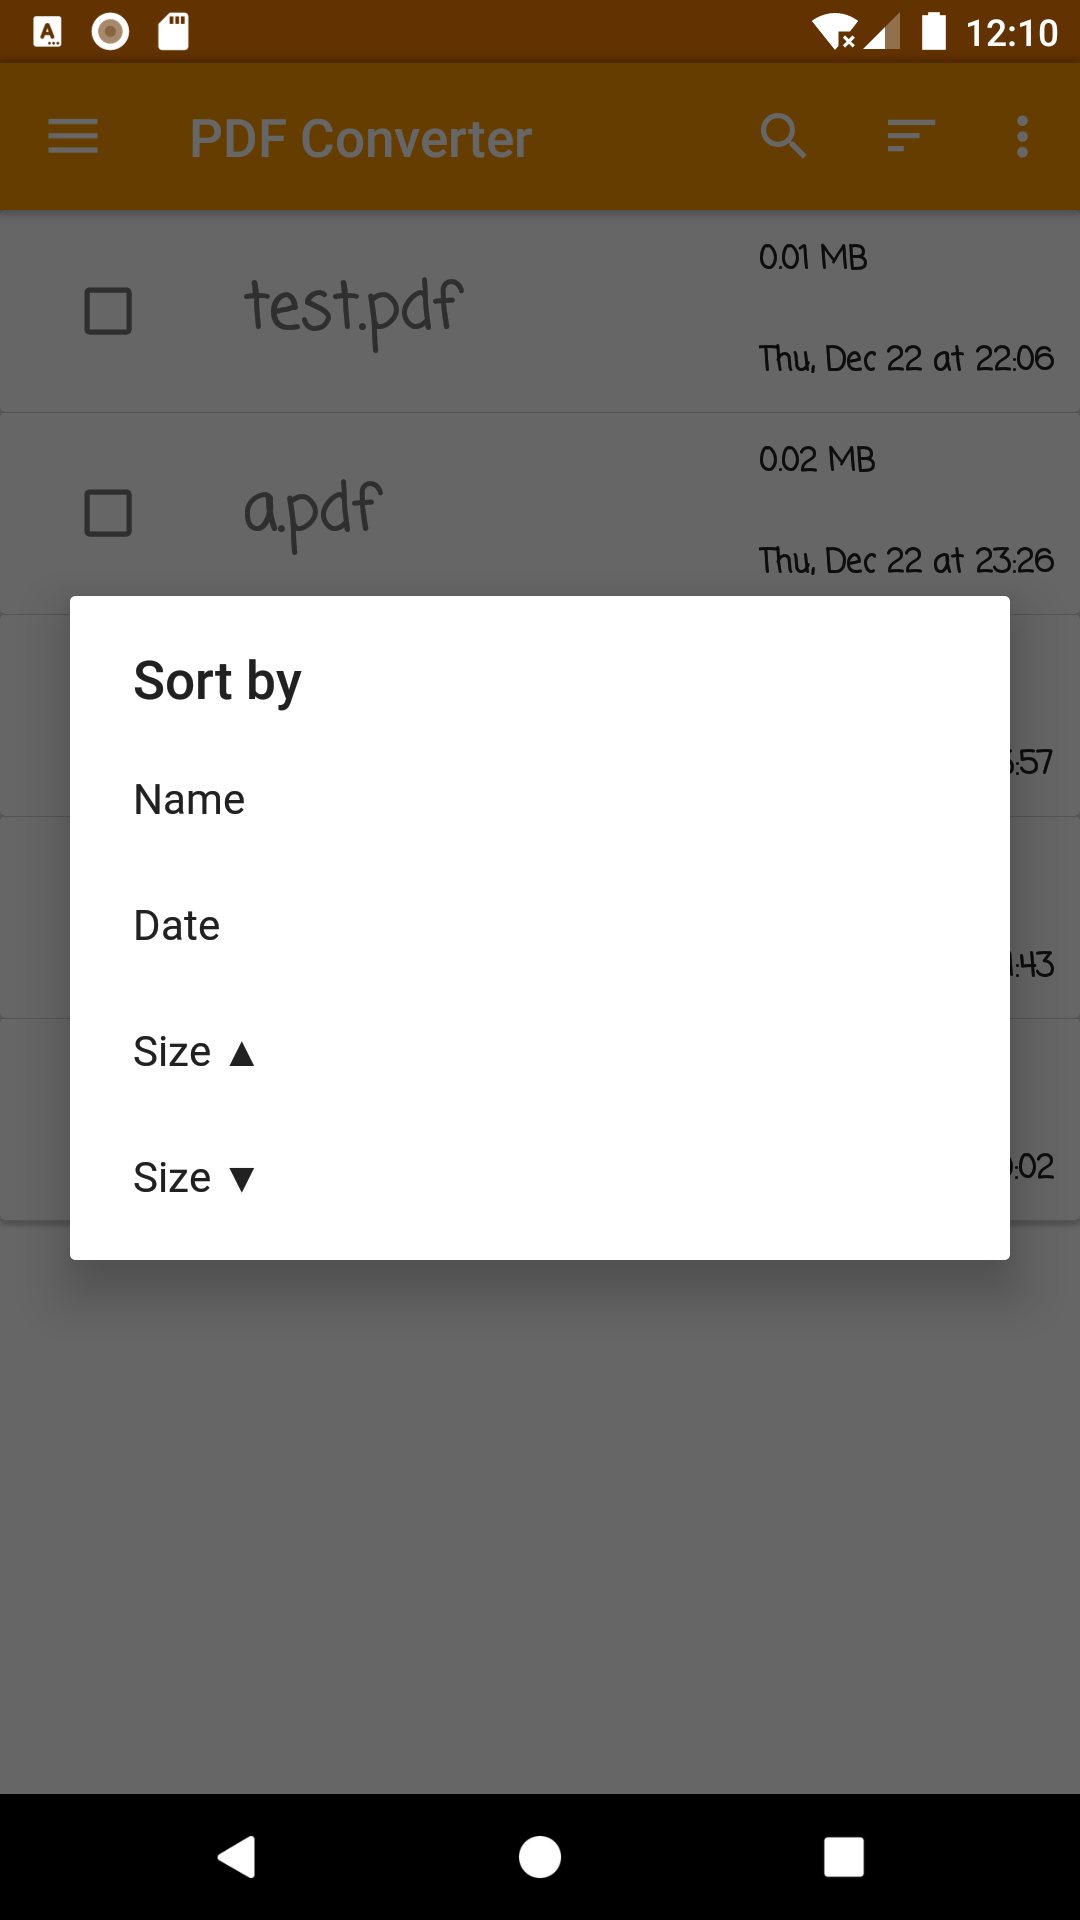 12:10
PDF Converter
test.pdf
0.01 MB
Thu, Dec 22 at 22:06
a.pdf
0.02 MB
Thu, Dec 22 at 23:26
Sort by
:57
Name
Date
:43
Size ▲
Size ▼
:02